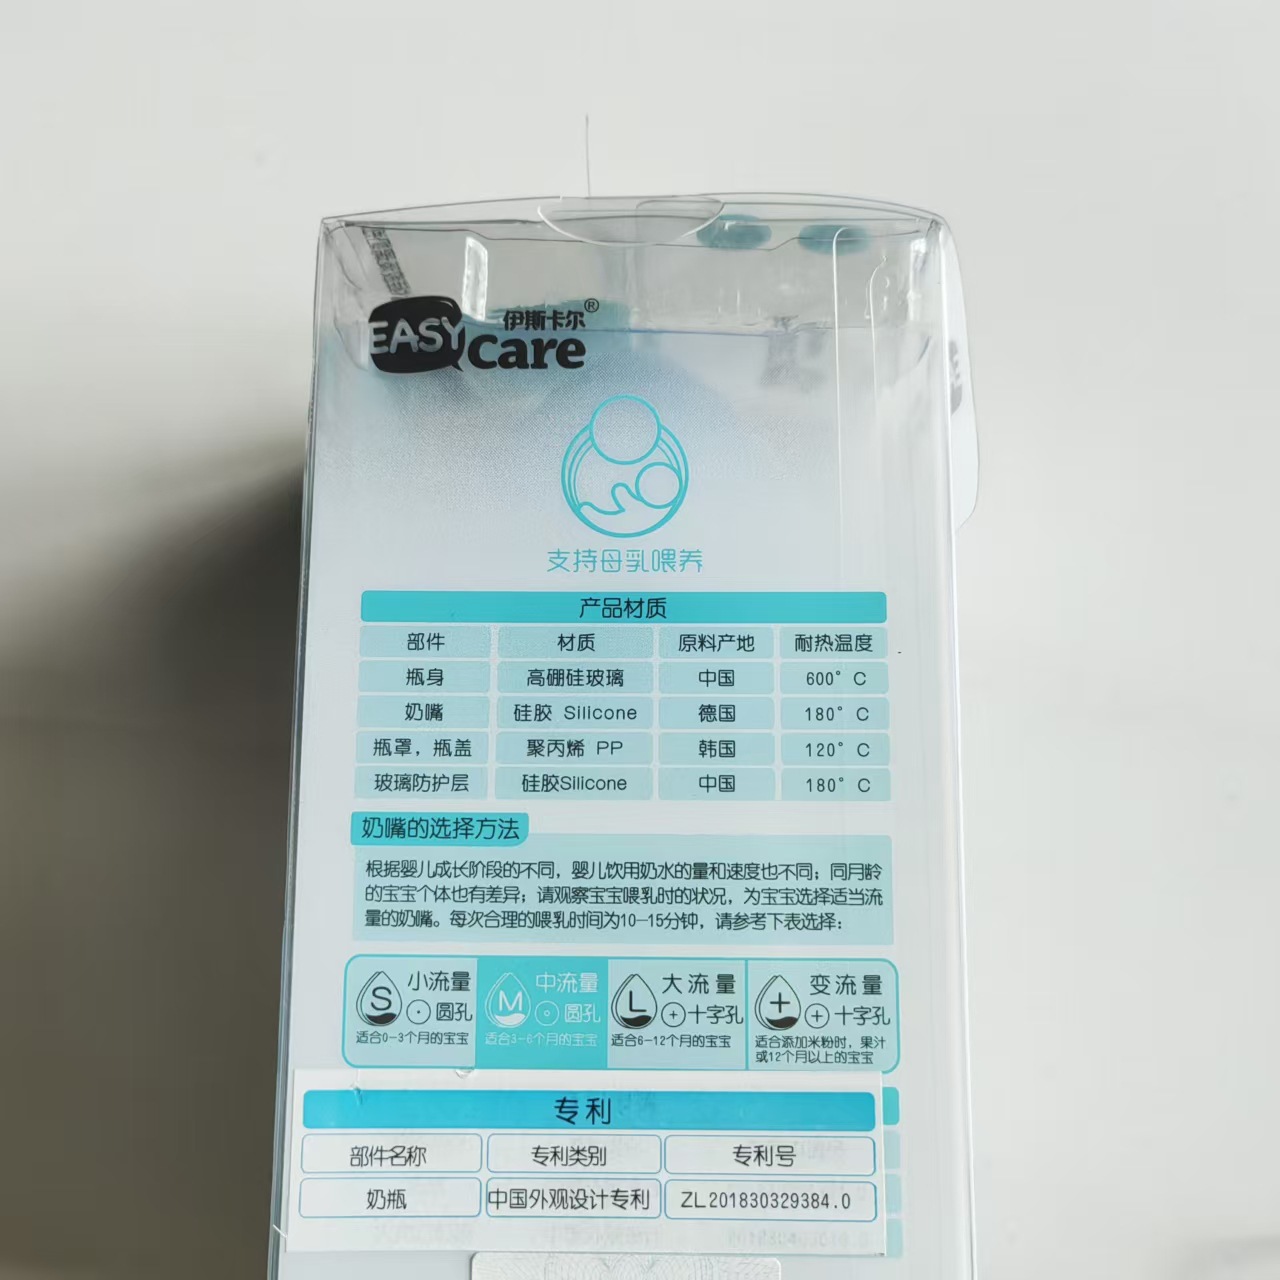 EASY Care 伊斯卡尔®
支持母乳喂养
产品材质
部件 材质 原料产地 耐热温度
瓶身 高硼硅玻璃 中国 600° C
奶嘴 硅胶 Silicone 德国 180° C
瓶罩，瓶盖 聚丙烯 PP 韩国 120° C
玻璃防护层 硅胶Silicone 中国 180° C
奶嘴的选择方法
根据婴儿成长阶段的不同，婴儿饮用奶水的量和速度也不同；同月龄
的宝宝个体也有差异；请观察宝宝喂乳时的状况，为宝宝选择适当流
量的奶嘴。每次合理的喂乳时间为10-15分钟，请参考下表选择：
S 小流量
圆孔
适合0-3个月的宝宝
M 中流量
圆孔
适合3-6个月的宝宝
L 大流量
十字孔
适合6-12个月的宝宝
+ 变流量
十字孔
适合添加米粉时，果汁
或12个月以上的宝宝
专利
部件名称 专利类别 专利号
奶瓶 中国外观设计专利 ZL201830329384.0